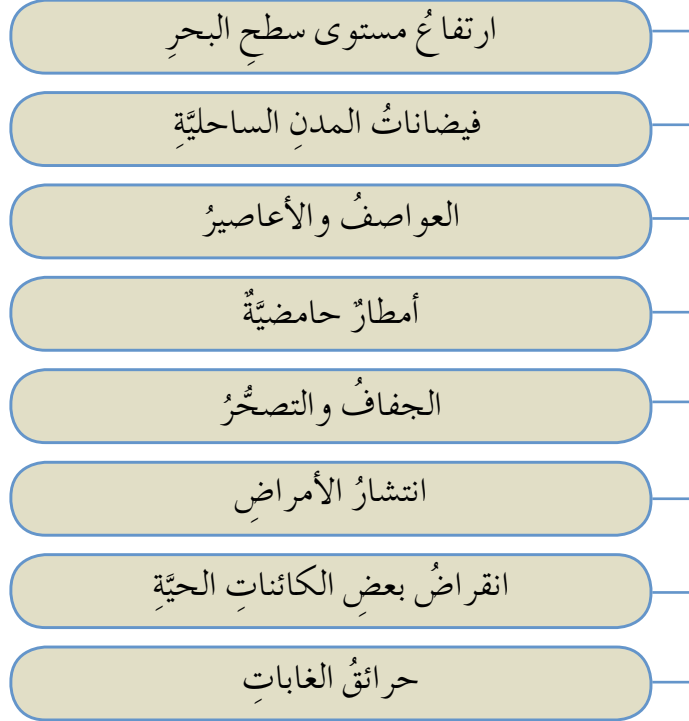 ارتفاعُ مستوى سطحِ البحرِ
فيضاناتُ المدنِ الساحليَّةِ
العواصفُ والأعاصيرُ
أمطارٌ حامضيَّةٌ
الجفافُ والتصحُّرُ
انتشارُ الأمراضِ
انقراضُ بعضِ الكائناتِ الحيَّةِ
حرائقُ الغاباتِ